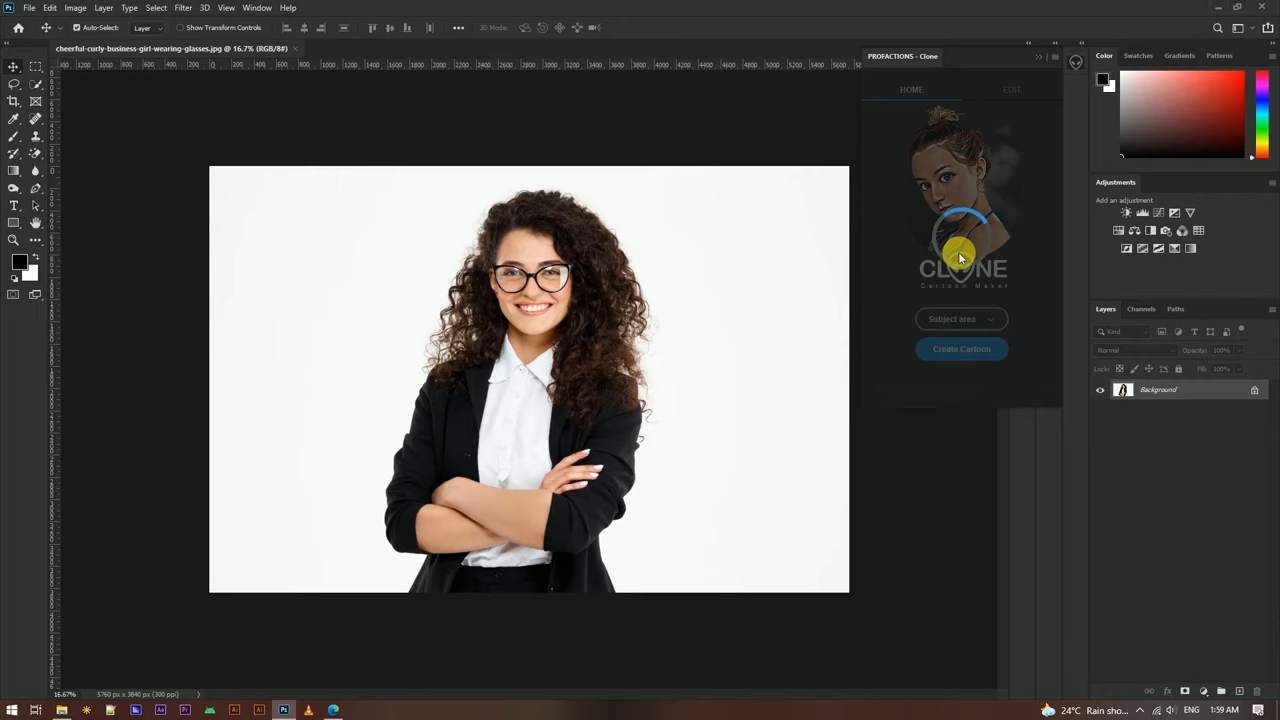 Ps File Edit Image Layer Type Select Filter 3D View Window Help
Auto-Select: Layer Show Transform Controls 3D Mode:
cheerful-curly-business-girl-wearing-glasses.jpg @ 16.7% (RGB/8#)
PROFACTIONS - Clone
HOME EDIT
CLONE
Cartoon Maker
Subject area
Create Cartoon
Color Swatches Gradients Patterns
Adjustments
Add an adjustment
Layers Channels Paths
Kind
Normal Opacity: 100%
Lock: Fill: 100%
Background
16.67% 5760 px x 3840 px (300 ppi)
24°C Rain sho... ENG 1:59 AM